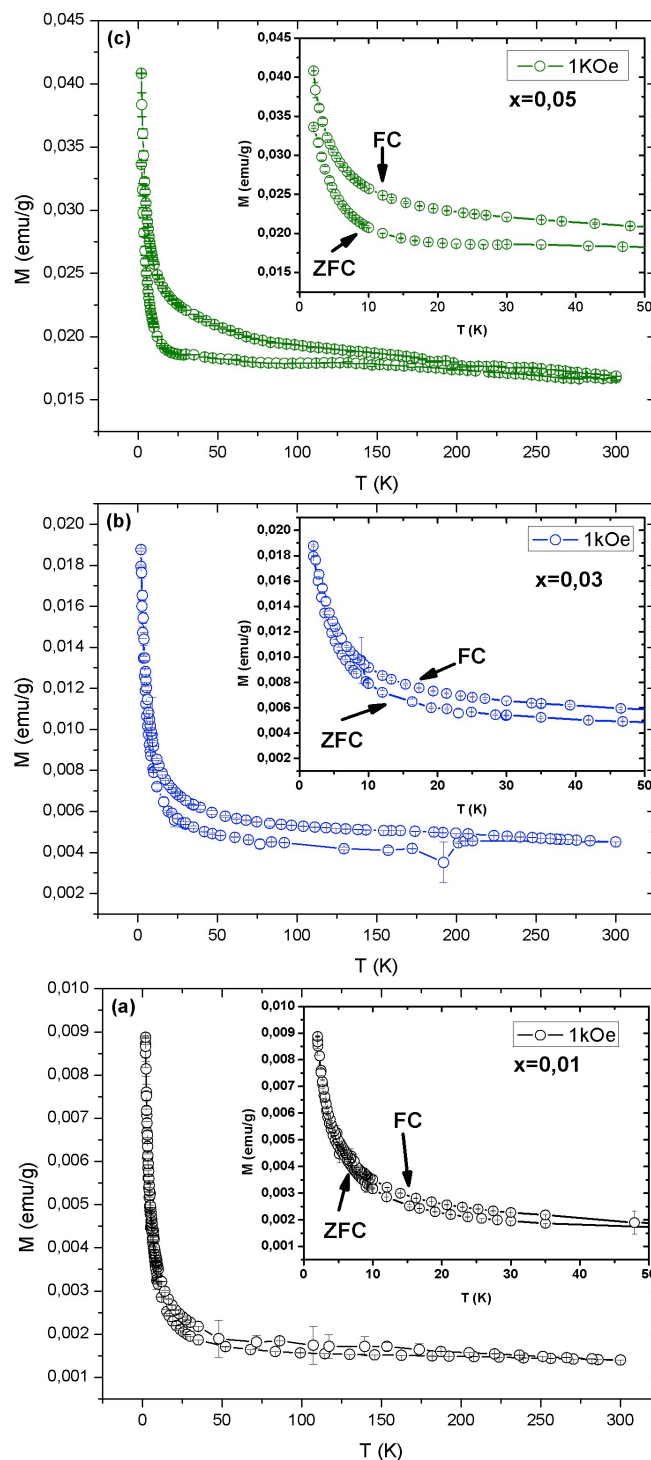 (c)
0,045
0,040
0,035
0,030
0,025
0,020
0,015
M (emu/g)
0 50 100 150 200 250 300
T (K)
0,045
0,040
0,035
0,030
0,025
0,020
0,015
M (emu/g)
1KOe
x=0,05
FC
ZFC
0 10 20 30 40 50
T (K)
(b)
0,020
0,018
0,016
0,014
0,012
0,010
0,008
0,006
0,004
0,002
M (emu/g)
0 50 100 150 200 250 300
T (K)
0,020
0,018
0,016
0,014
0,012
0,010
0,008
0,006
0,004
0,002
M (emu/g)
1kOe
x=0,03
FC
ZFC
0 10 20 30 40 50
T (K)
(a)
0,010
0,009
0,008
0,007
0,006
0,005
0,004
0,003
0,002
0,001
M (emu/g)
0 50 100 150 200 250 300
T (K)
0,010
0,009
0,008
0,007
0,006
0,005
0,004
0,003
0,002
0,001
M (emu/g)
1kOe
x=0,01
FC
ZFC
0 10 20 30 40 50
T (K)